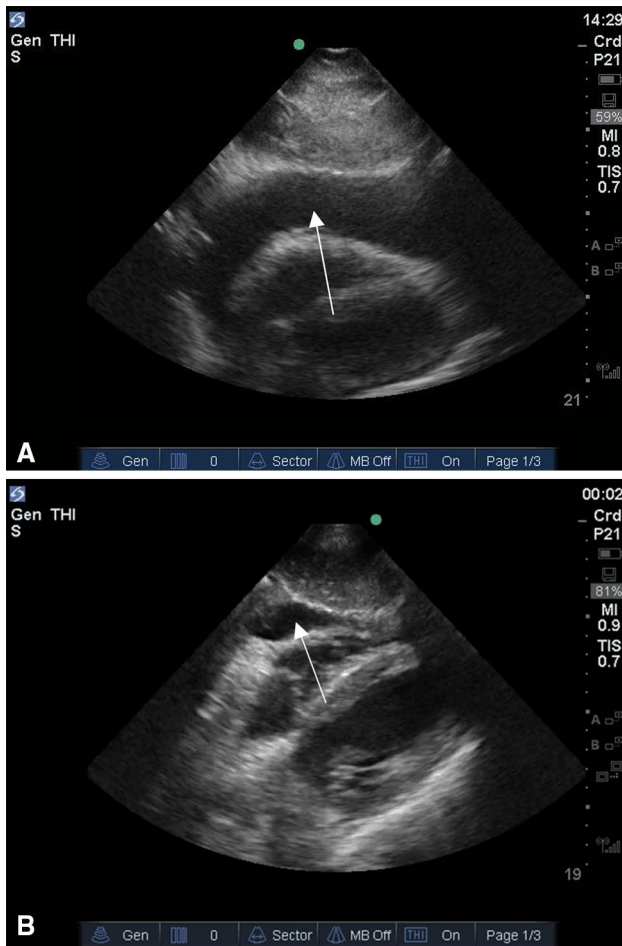 14:29
Gen THI
S
Crd
P21
59%
MI
0.8
TIS
0.7
A
B
21
A
Gen 0 Sector MB Off THI On Page 1/3
00:02
Gen THI
S
Crd
P21
81%
MI
0.9
TIS
0.7
A
B
19
B
Gen 0 Sector MB Off THI On Page 1/3